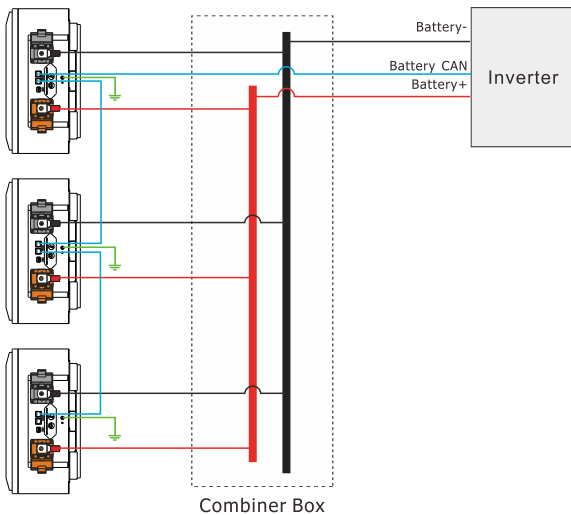 Battery-
Battery CAN
Battery+
Inverter
Combiner Box